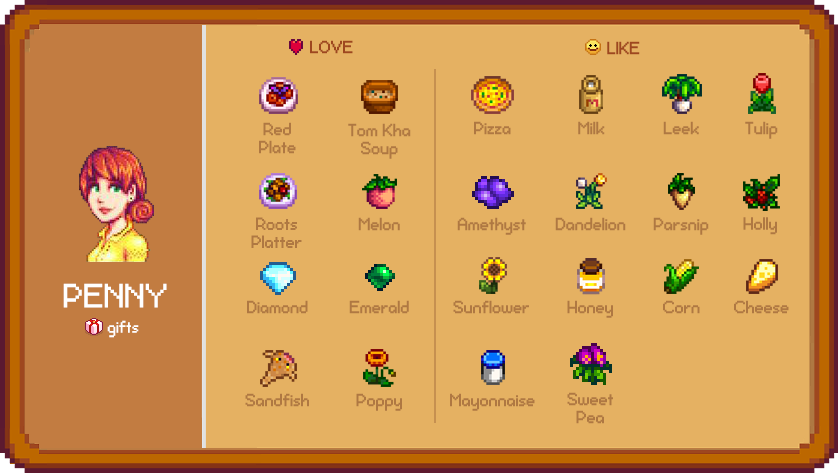 PENNY
gifts
LOVE
LIKE
Red
Plate
Tom Kha
Soup
Pizza
Milk
M
Leek
Tulip
Roots
Platter
Melon
Amethyst
Dandelion
Parsnip
Holly
Diamond
Emerald
Sunflower
Honey
Corn
Cheese
Sandfish
Poppy
Mayonnaise
Sweet
Pea